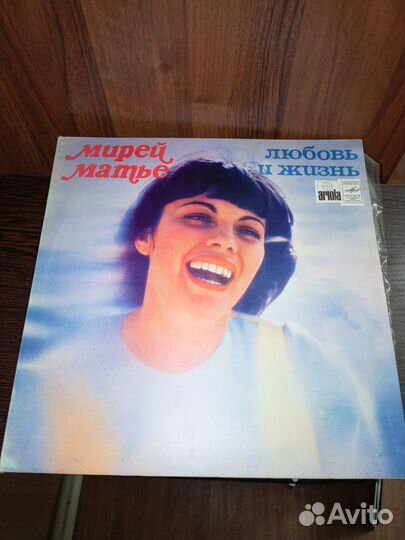 мирей
матье
любовь
и жизнь
ariola
Avito